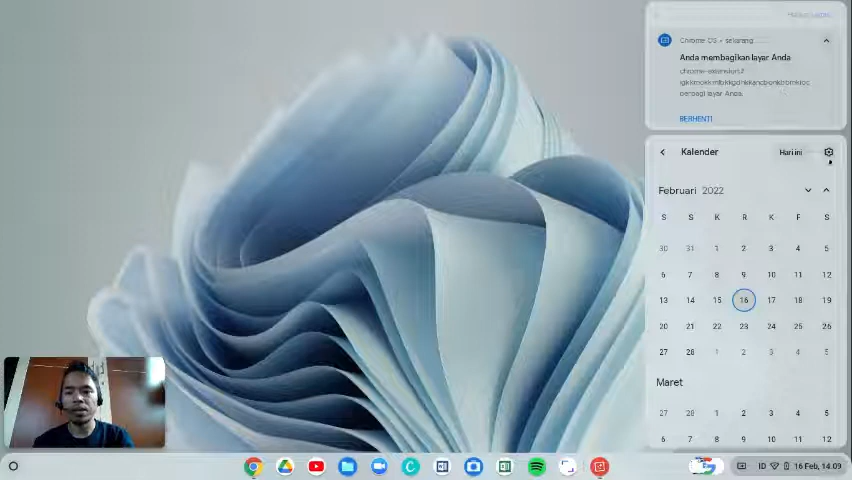 Chrome OS • sekarang
Anda membagikan layar Anda
chrome-extension://
berbagi layar Anda.
BERHENTI
Kalender
Hari ini
Februari 2022
S S K R K F S
30 31 1 2 3 4 5
6 7 8 9 10 11 12
13 14 15 16 17 18 19
20 21 22 23 24 25 26
27 28 1 2 3 4 5
Maret
27 28 1 2 3 4 5
6 7 8 9 10 11 12
ID
16 Feb, 14.09